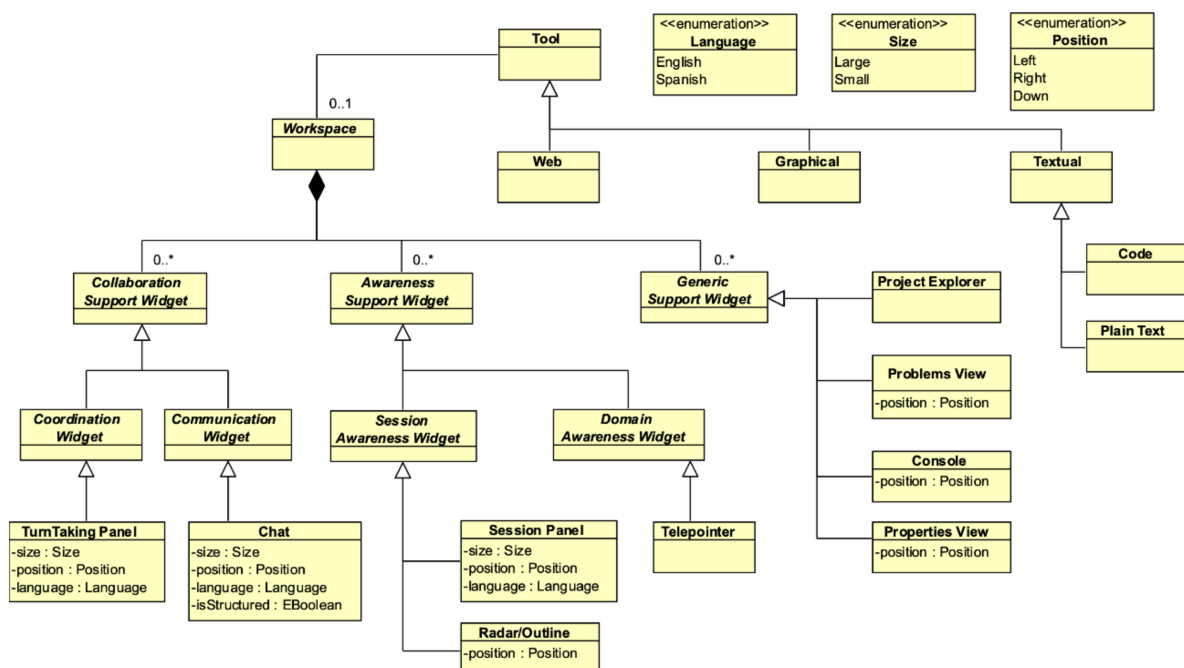 Tool
<<enumeration>>
Language
English
Spanish
<<enumeration>>
Size
Large
Small
<<enumeration>>
Position
Left
Right
Down
0..1
Workspace
Web
Graphical
Textual
0..*
0..*
0..*
Collaboration
Support Widget
Awareness
Support Widget
Generic
Support Widget
Project Explorer
Code
Plain Text
Problems View
-position : Position
Coordination
Widget
Communication
Widget
Session
Awareness Widget
Domain
Awareness Widget
Console
-position : Position
TurnTaking Panel
-size : Size
-position : Position
-language : Language
Chat
-size : Size
-position : Position
-language : Language
-isStructured : EBoolean
Session Panel
-size : Size
-position : Position
-language : Language
Telepointer
Properties View
-position : Position
Radar/Outline
-position : Position